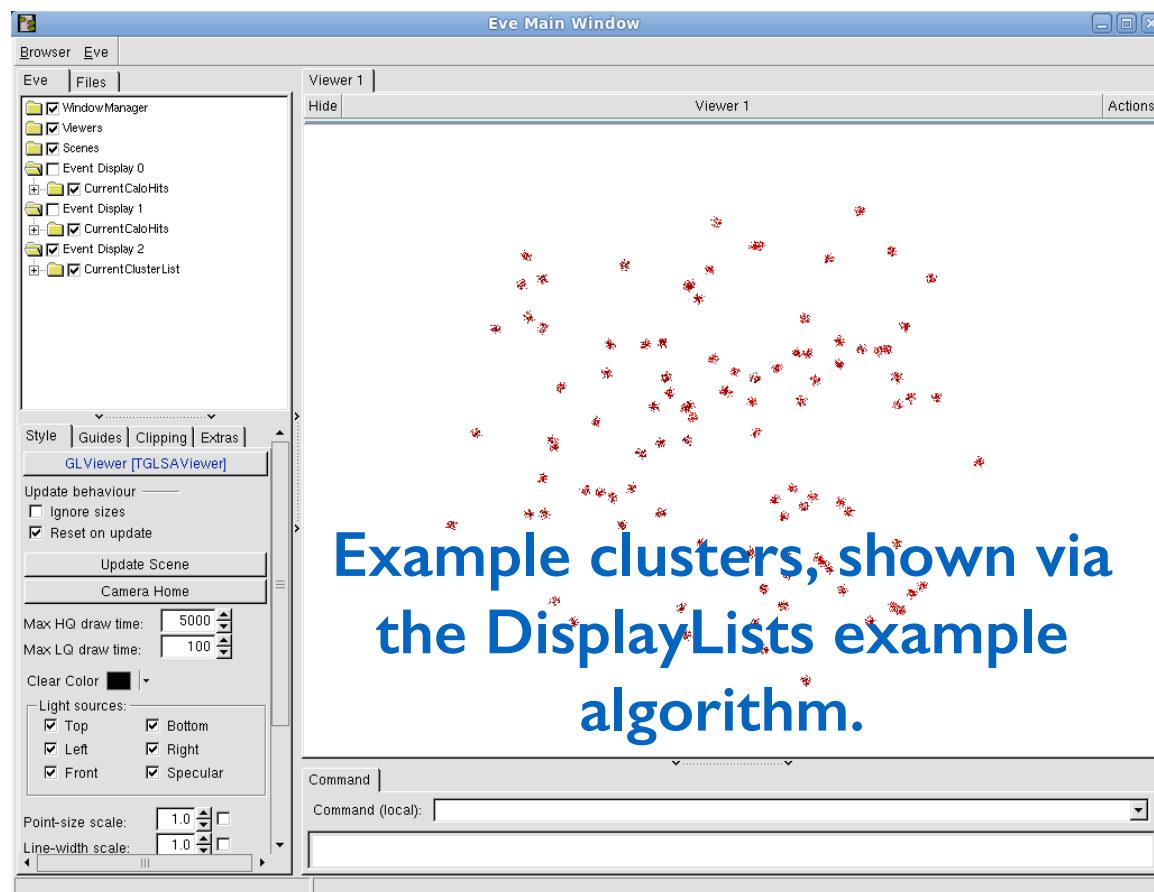 Eve Main Window
Browser Eve
Eve Files
WindowManager
Viewers
Scenes
Event Display 0
CurrentCaloHits
Event Display 1
CurrentCaloHits
Event Display 2
CurrentClusterList
Style Guides Clipping Extras
GLViewer [TGLSAViewer]
Update behaviour
Ignore sizes
Reset on update
Update Scene
Camera Home
Max HQ draw time: 5000
Max LQ draw time: 100
Clear Color
Light sources:
Top Bottom
Left Right
Front Specular
Point-size scale: 1.0
Line-width scale: 1.0
Viewer 1
Hide Viewer 1 Actions
Example clusters, shown via
the DisplayLists example
algorithm.
Command
Command (local):